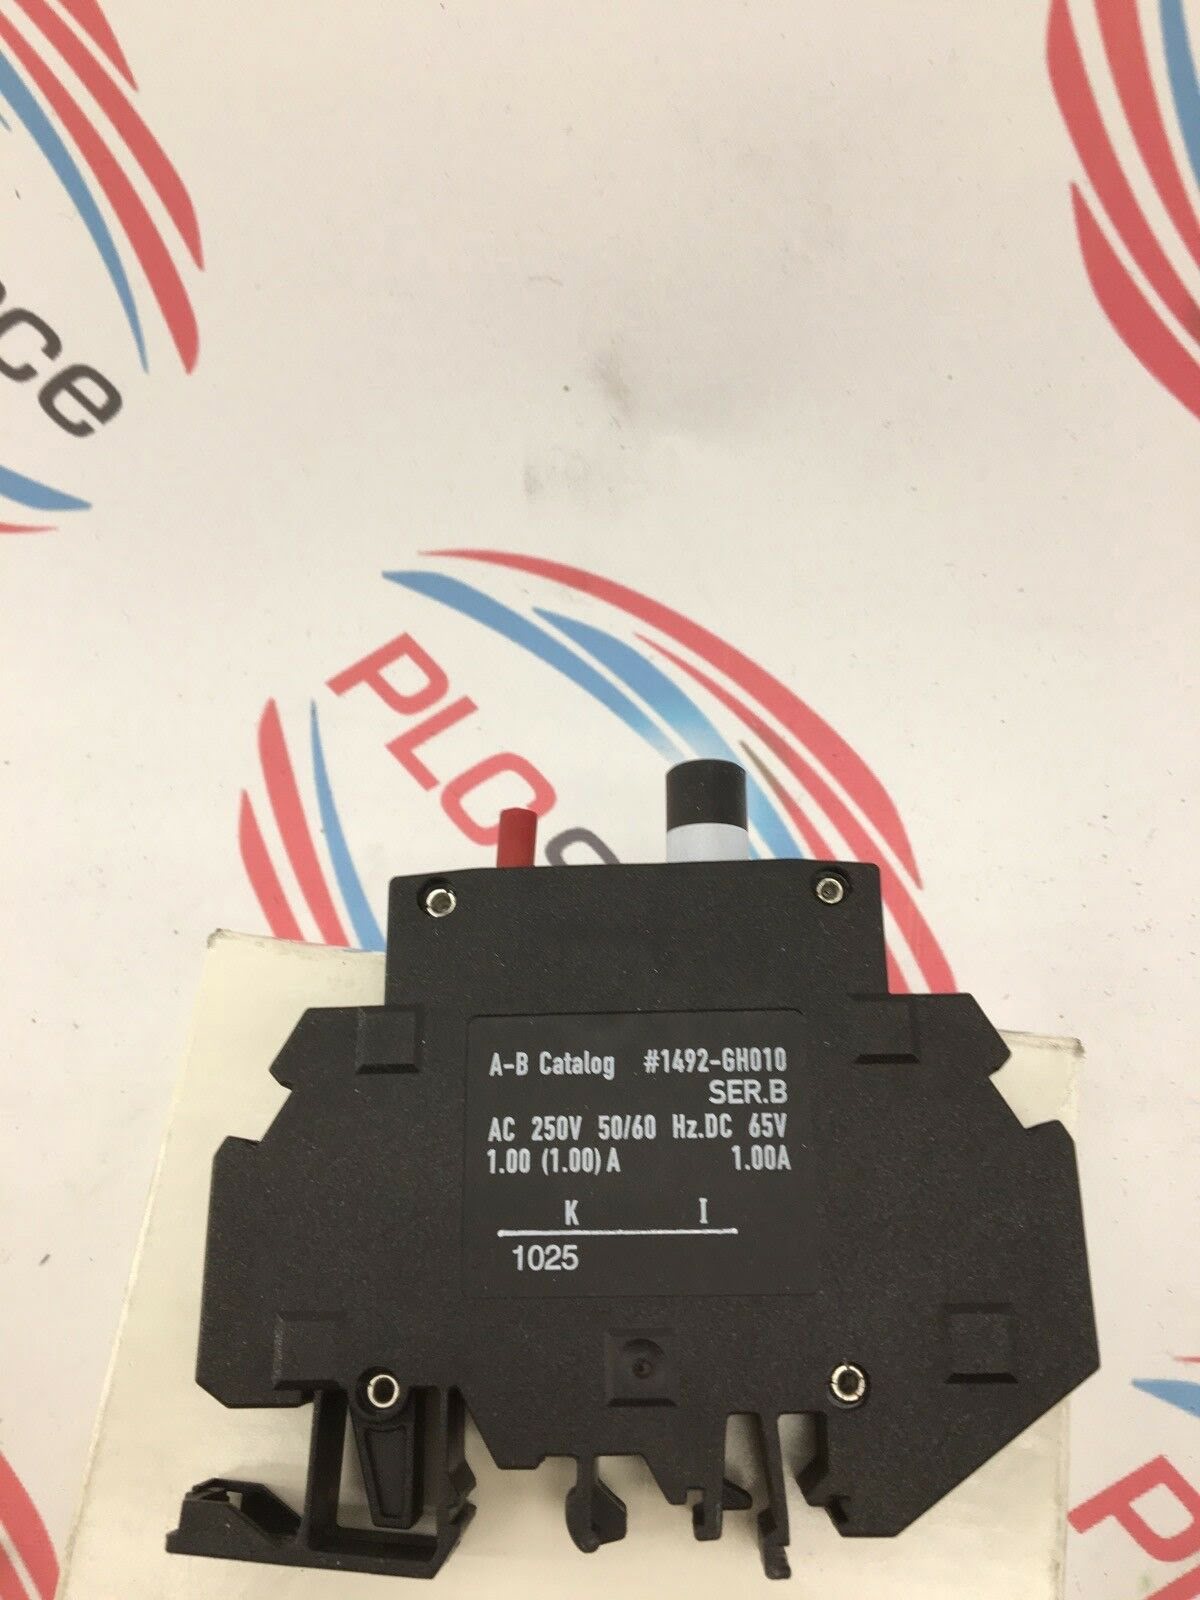 ce
PLC
A-B Catalog #1492-GH010
SER.B
AC 250V 50/60 Hz.DC 65V
1.00 (1.00) A 1.00A
K I
1025
P